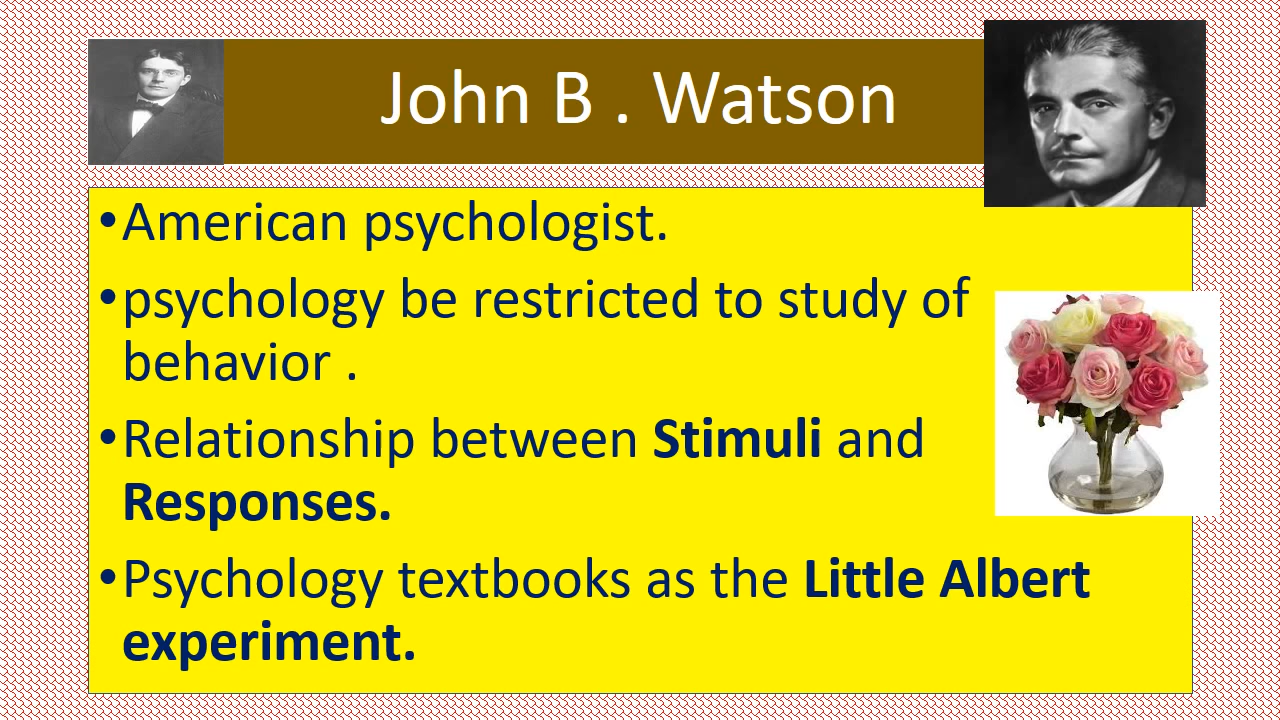 John B . Watson
•American psychologist.
•psychology be restricted to study of
behavior .
•Relationship between Stimuli and
Responses.
•Psychology textbooks as the Little Albert
experiment.